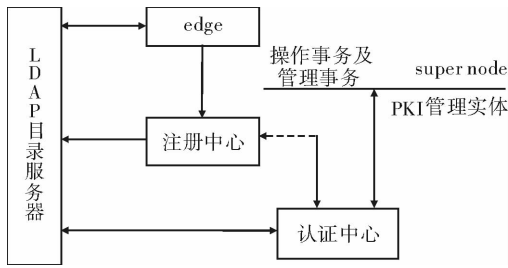 LDAP目录服务器
edge
操作事务及
管理事务
super node
PKI管理实体
注册中心
认证中心